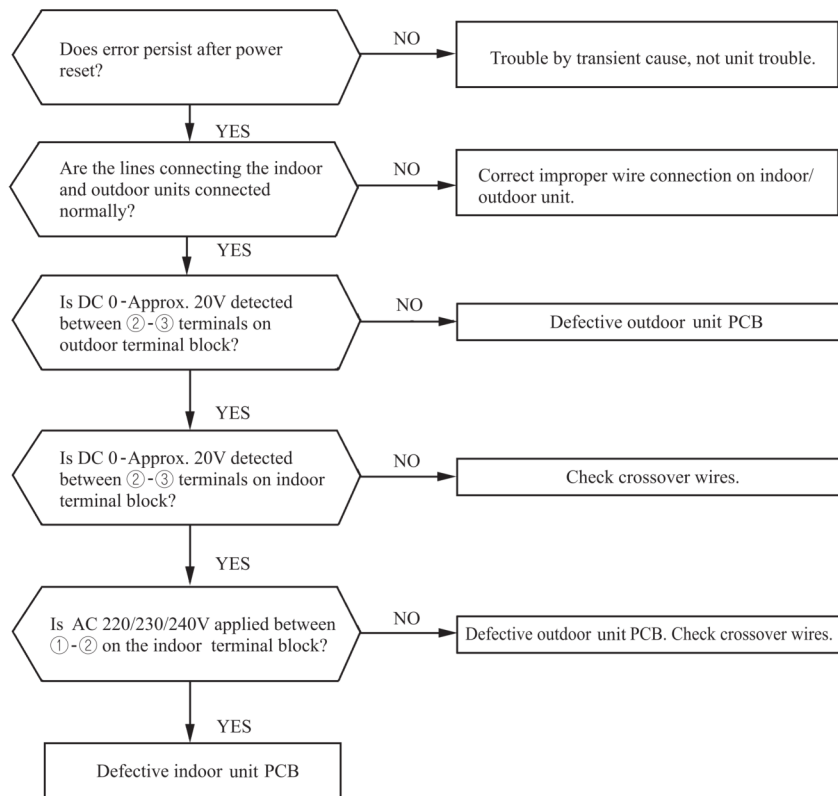 Does error persist after power
reset?
NO
Trouble by transient cause, not unit trouble.
YES
Are the lines connecting the indoor
and outdoor units connected
normally?
NO
Correct improper wire connection on indoor/
outdoor unit.
YES
Is DC 0-Approx. 20V detected
between ②-③ terminals on
outdoor terminal block?
NO
Defective outdoor unit PCB
YES
Is DC 0-Approx. 20V detected
between ②-③ terminals on indoor
terminal block?
NO
Check crossover wires.
YES
Is AC 220/230/240V applied between
①-② on the indoor terminal block?
NO
Defective outdoor unit PCB. Check crossover wires.
YES
Defective indoor unit PCB